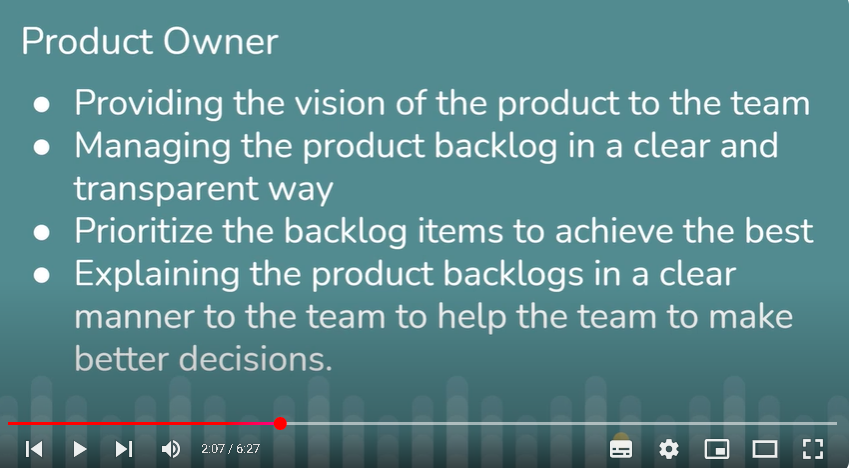 Product Owner
● Providing the vision of the product to the team
● Managing the product backlog in a clear and
transparent way
● Prioritize the backlog items to achieve the best
● Explaining the product backlogs in a clear
manner to the team to help the team to make
better decisions.
2:07 / 6:27